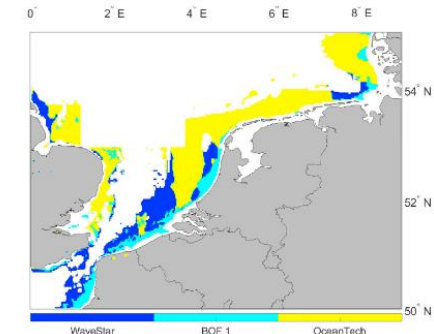 0° 2° E 4° E 6° E 8° E
54° N
52° N
50° N
WaveStar BOF 1 OceanTech